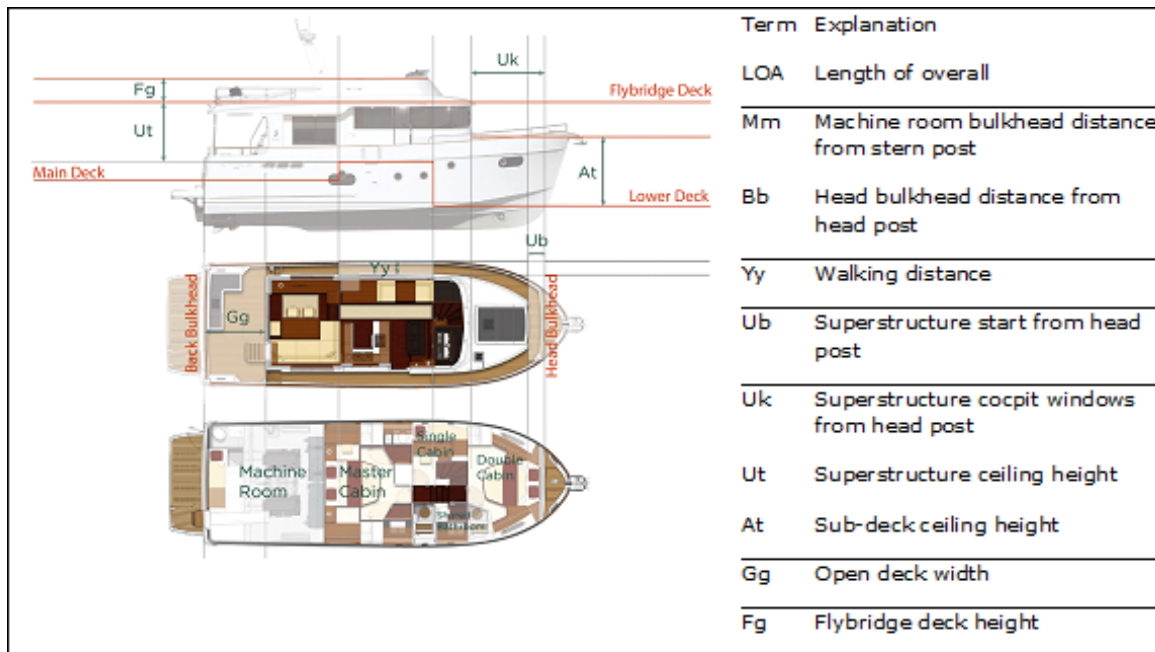 Uk
Fg
Flybridge Deck
Ut
Main Deck
At
Lower Deck
Ub
Yy
Gg
Back Bulkhead
Head Bulkhead
Single
Cabin
Machine
Room
Master
Cabin
Double
Cabin
Shared
Bathroom
Term Explanation
LOA Length of overall
Mm Machine room bulkhead distance
from stern post
Bb Head bulkhead distance from
head post
Yy Walking distance
Ub Superstructure start from head
post
Uk Superstructure cocpit windows
from head post
Ut Superstructure ceiling height
At Sub-deck ceiling height
Gg Open deck width
Fg Flybridge deck height